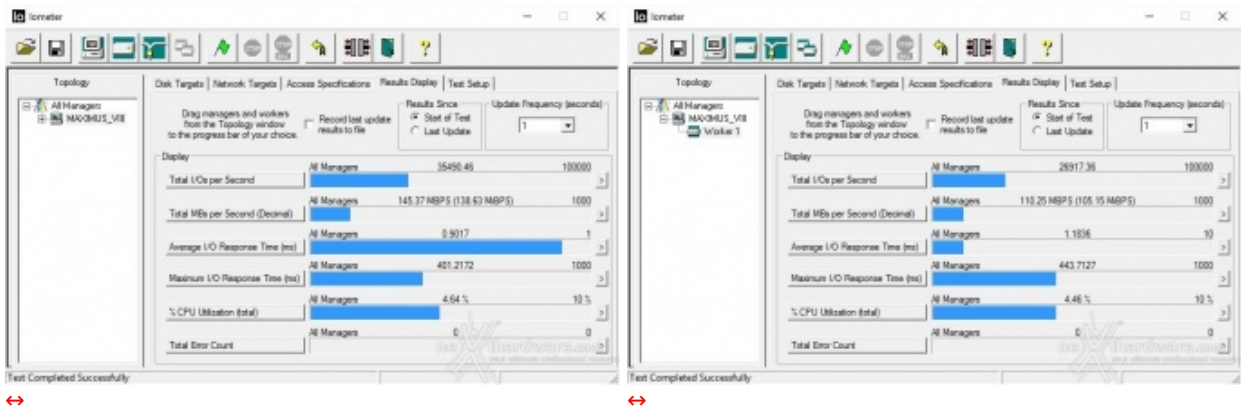 Iometer
Topology
All Managers
MAXIMUS_VIII
Disk Targets Network Targets Access Specifications Results Display Test Setup
Drag managers and workers
from the Topology window
to the progress bar of your choice.
Record last update
results to file
Results Since
Start of Test
Last Update
Update Frequency (seconds)
1
Display
All Managers 35490.46 100000
Total I/Os per Second
All Managers 145.37 MBPS (138.63 MiBPS) 1000
Total MBs per Second (Decimal)
All Managers 0.9017 1
Average I/O Response Time (ms)
All Managers 401.2172 1000
Maximum I/O Response Time (ms)
All Managers 4.64 % 10 %
% CPU Utilization (total)
All Managers 0 0
Total Error Count
Test Completed Successfully
Iometer
Topology
All Managers
MAXIMUS_VIII
Worker 1
Disk Targets Network Targets Access Specifications Results Display Test Setup
Drag managers and workers
from the Topology window
to the progress bar of your choice.
Record last update
results to file
Results Since
Start of Test
Last Update
Update Frequency (seconds)
1
Display
All Managers 26917.36 100000
Total I/Os per Second
All Managers 110.25 MBPS (105.15 MiBPS) 1000
Total MBs per Second (Decimal)
All Managers 1.1836 10
Average I/O Response Time (ms)
All Managers 443.7127 1000
Maximum I/O Response Time (ms)
All Managers 4.46 % 10 %
% CPU Utilization (total)
All Managers 0 0
Total Error Count
Test Completed Successfully